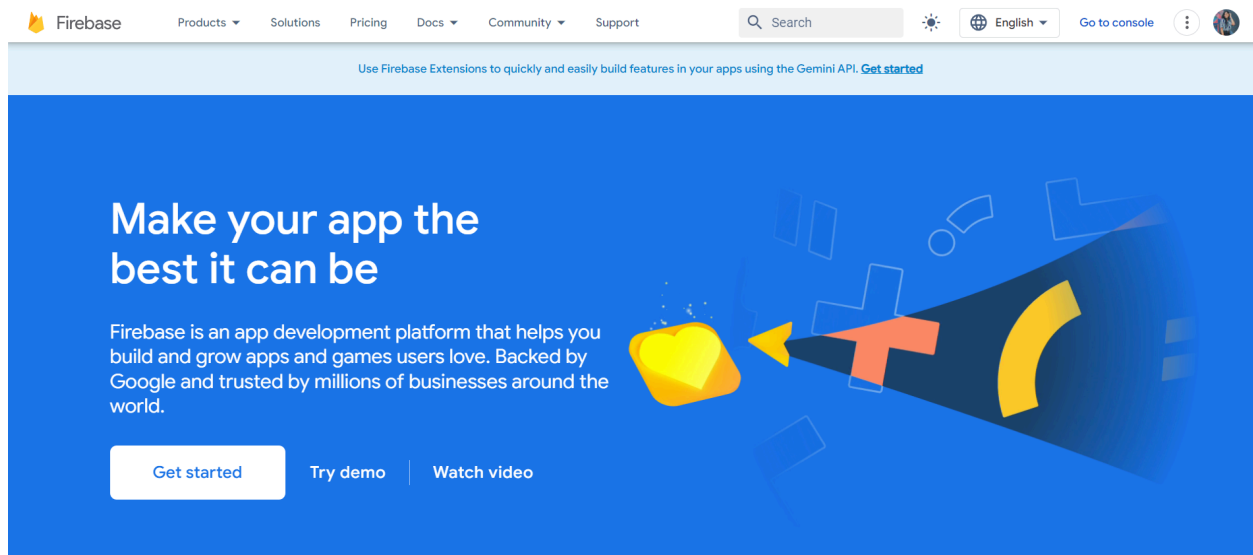 Firebase
Products
Solutions
Pricing
Docs
Community
Support
Search
English
Go to console
Use Firebase Extensions to quickly and easily build features in your apps using the Gemini API. Get started
Make your app the
best it can be
Firebase is an app development platform that helps you
build and grow apps and games users love. Backed by
Google and trusted by millions of businesses around the
world.
Get started
Try demo
Watch video